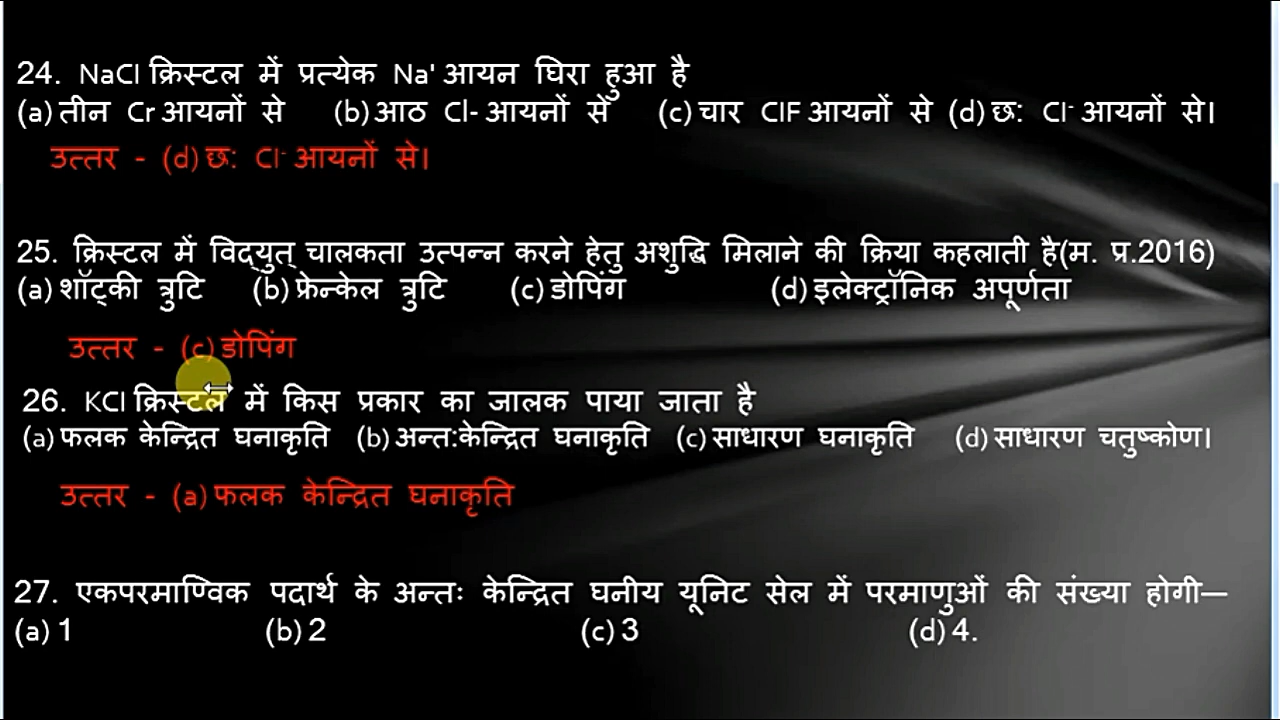 24. NaCl क्रिस्टल में प्रत्येक Na' आयन घिरा हुआ है
(a) तीन Cr आयनों से (b) आठ Cl- आयनों से (c) चार ClF आयनों से (d) छः Cl⁻ आयनों से।
उत्तर - (d) छः Cl⁻ आयनों से।
25. क्रिस्टल में विद्युत् चालकता उत्पन्न करने हेतु अशुद्धि मिलाने की क्रिया कहलाती है(म. प्र.2016)
(a) शॉट्की त्रुटि (b) फ्रेन्केल त्रुटि (c) डोपिंग (d) इलेक्ट्रॉनिक अपूर्णता
उत्तर - (c) डोपिंग
26. KCl क्रिस्टल में किस प्रकार का जालक पाया जाता है
(a) फलक केन्द्रित घनाकृति (b) अन्त:केन्द्रित घनाकृति (c) साधारण घनाकृति (d) साधारण चतुष्कोण।
उत्तर - (a) फलक केन्द्रित घनाकृति
27. एकपरमाण्विक पदार्थ के अन्तः केन्द्रित घनीय यूनिट सेल में परमाणुओं की संख्या होगी—
(a) 1 (b) 2 (c) 3 (d) 4.